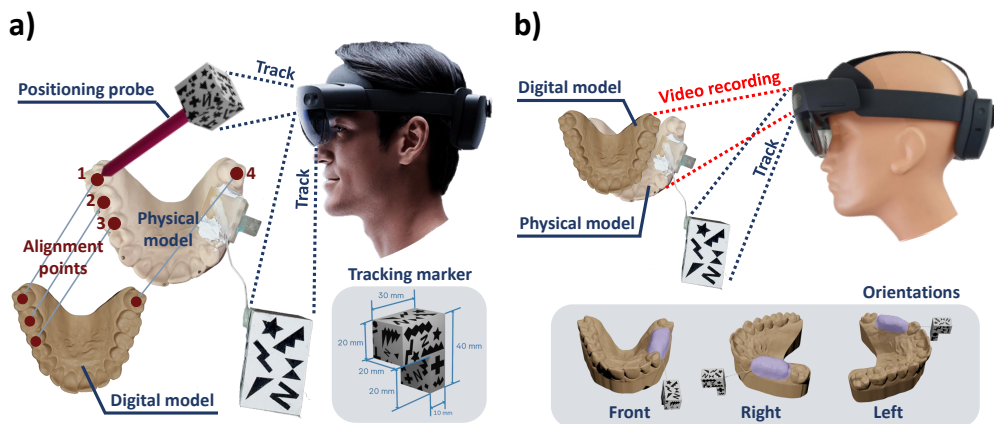 a)
Positioning probe
Track
1
2
3
4
Physical
model
Track
Alignment
points
Digital model
Tracking marker
30 mm
20 mm
40 mm
20 mm
20 mm
10 mm
b)
Digital model
Video recording
Track
Physical model
Orientations
Front
Right
Left